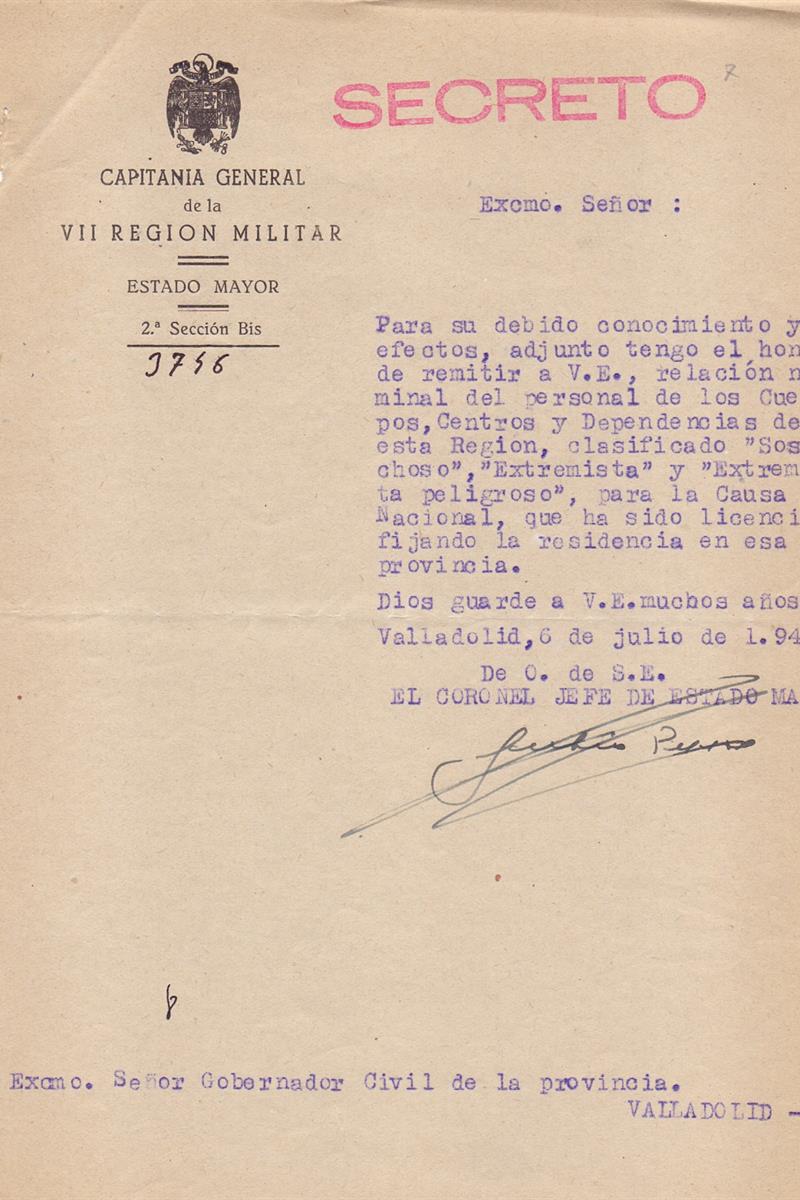 SECRETO
7
CAPITANIA GENERAL
de la
VII REGION MILITAR
ESTADO MAYOR
2.ª Sección Bis
3756
Excmo. Señor :
Para su debido conocimiento y
efectos, adjunto tengo el hon
de remitir a V.E., relación n
minal del personal de los Cue
pos,Centros y Dependencias de
esta Region, clasificado "Sos
choso","Extremista" y "Extrem
ta peligroso", para la Causa
Nacional, que ha sido licenci
fijando la residencia en esa
provincia.
Dios guarde a V.E.muchos años
Valladolid,6 de julio de 1.94
De O. de S.E.
EL CORONEL JEFE DE ESTADO MA
Excmo. Señor Gobernador Civil de la provincia.
VALLADOLID -